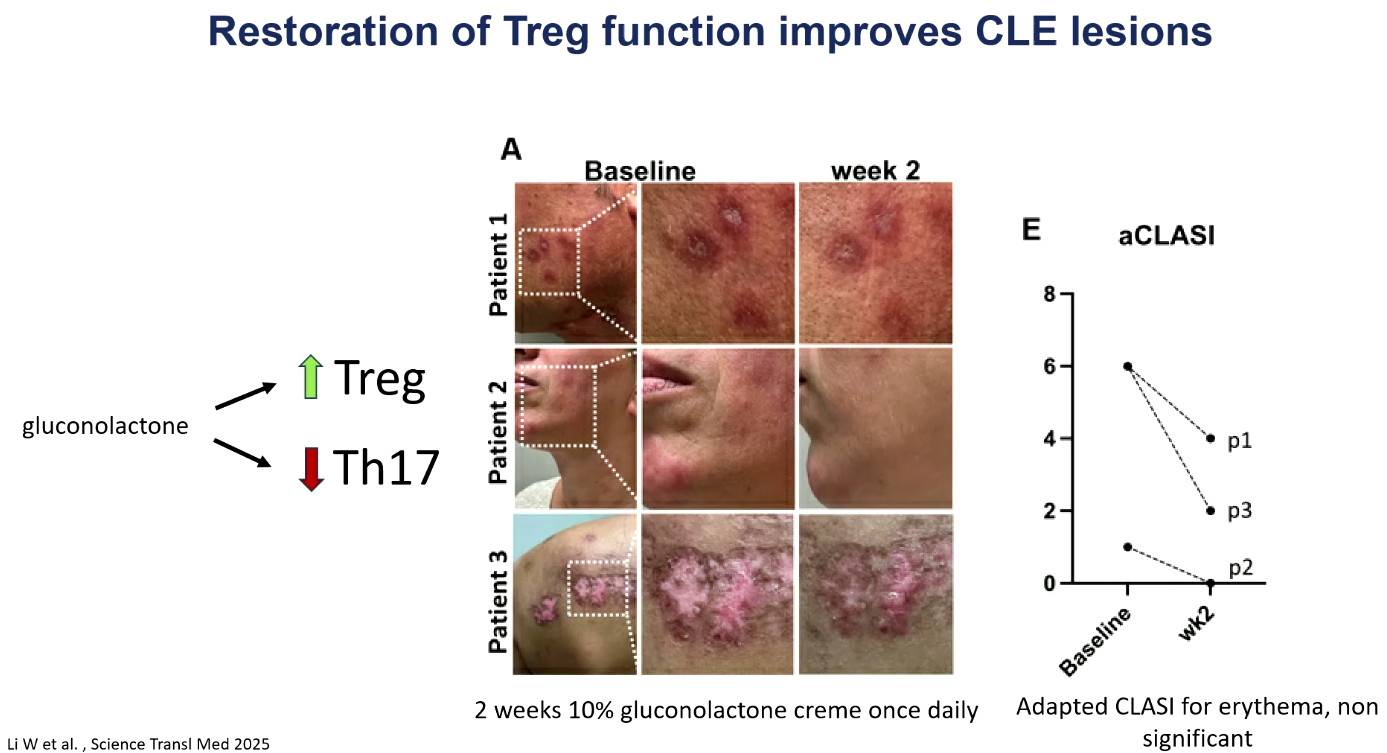 Restoration of Treg function improves CLE lesions
A
Baseline
week 2
Patient 1
Patient 2
Patient 3
gluconolactone
Treg
Th17
2 weeks 10% gluconolactone creme once daily
E
aCLASI
8
6
4
2
0
p1
p3
p2
Baseline
wk2
Adapted CLASI for erythema, non
significant
Li W et al. , Science Transl Med 2025